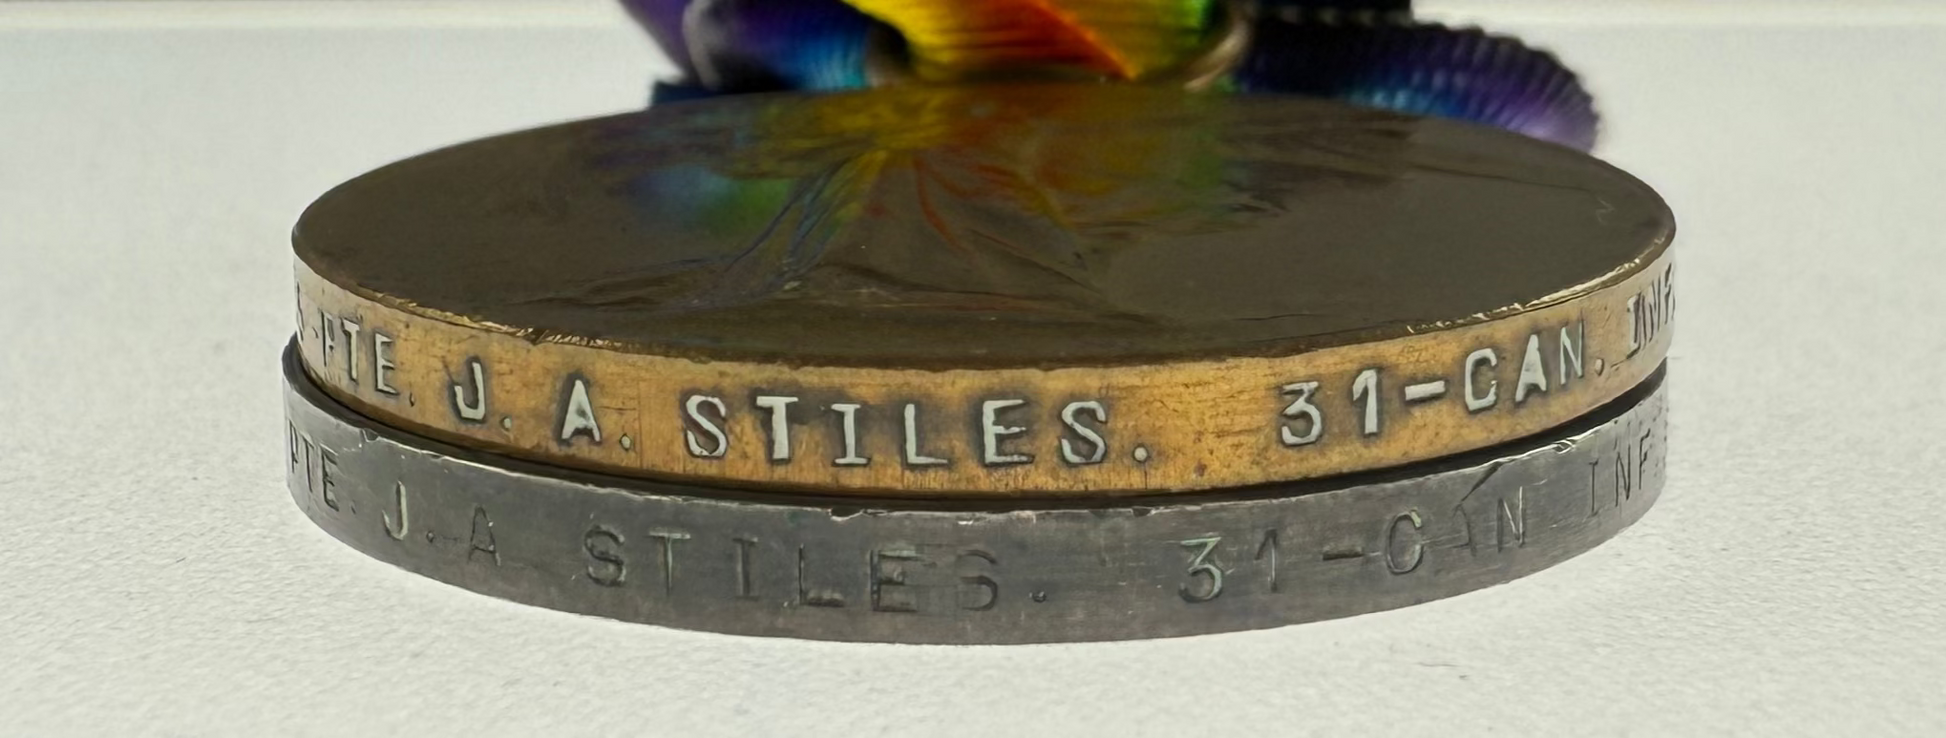 PTE. J. A. STILES. 31-CAN. INF.
PTE. J.A STILES. 31-CAN INF.